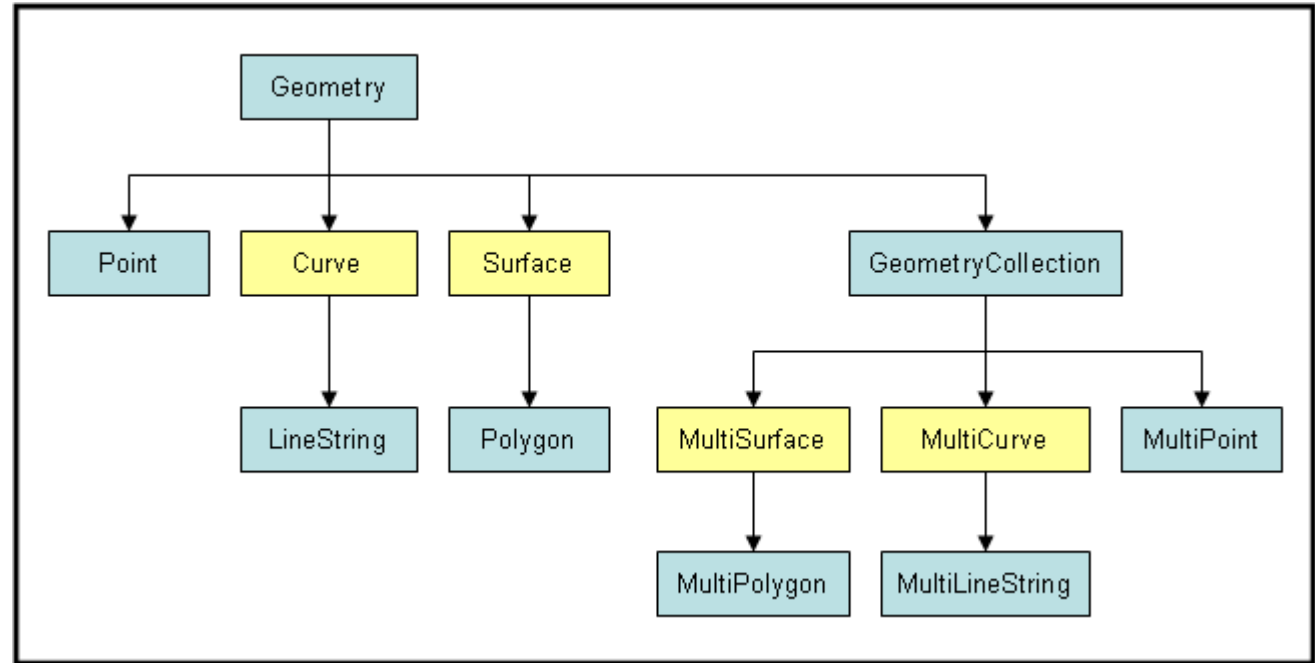 Geometry
Point
Curve
Surface
GeometryCollection
LineString
Polygon
MultiSurface
MultiCurve
MultiPoint
MultiPolygon
MultiLineString